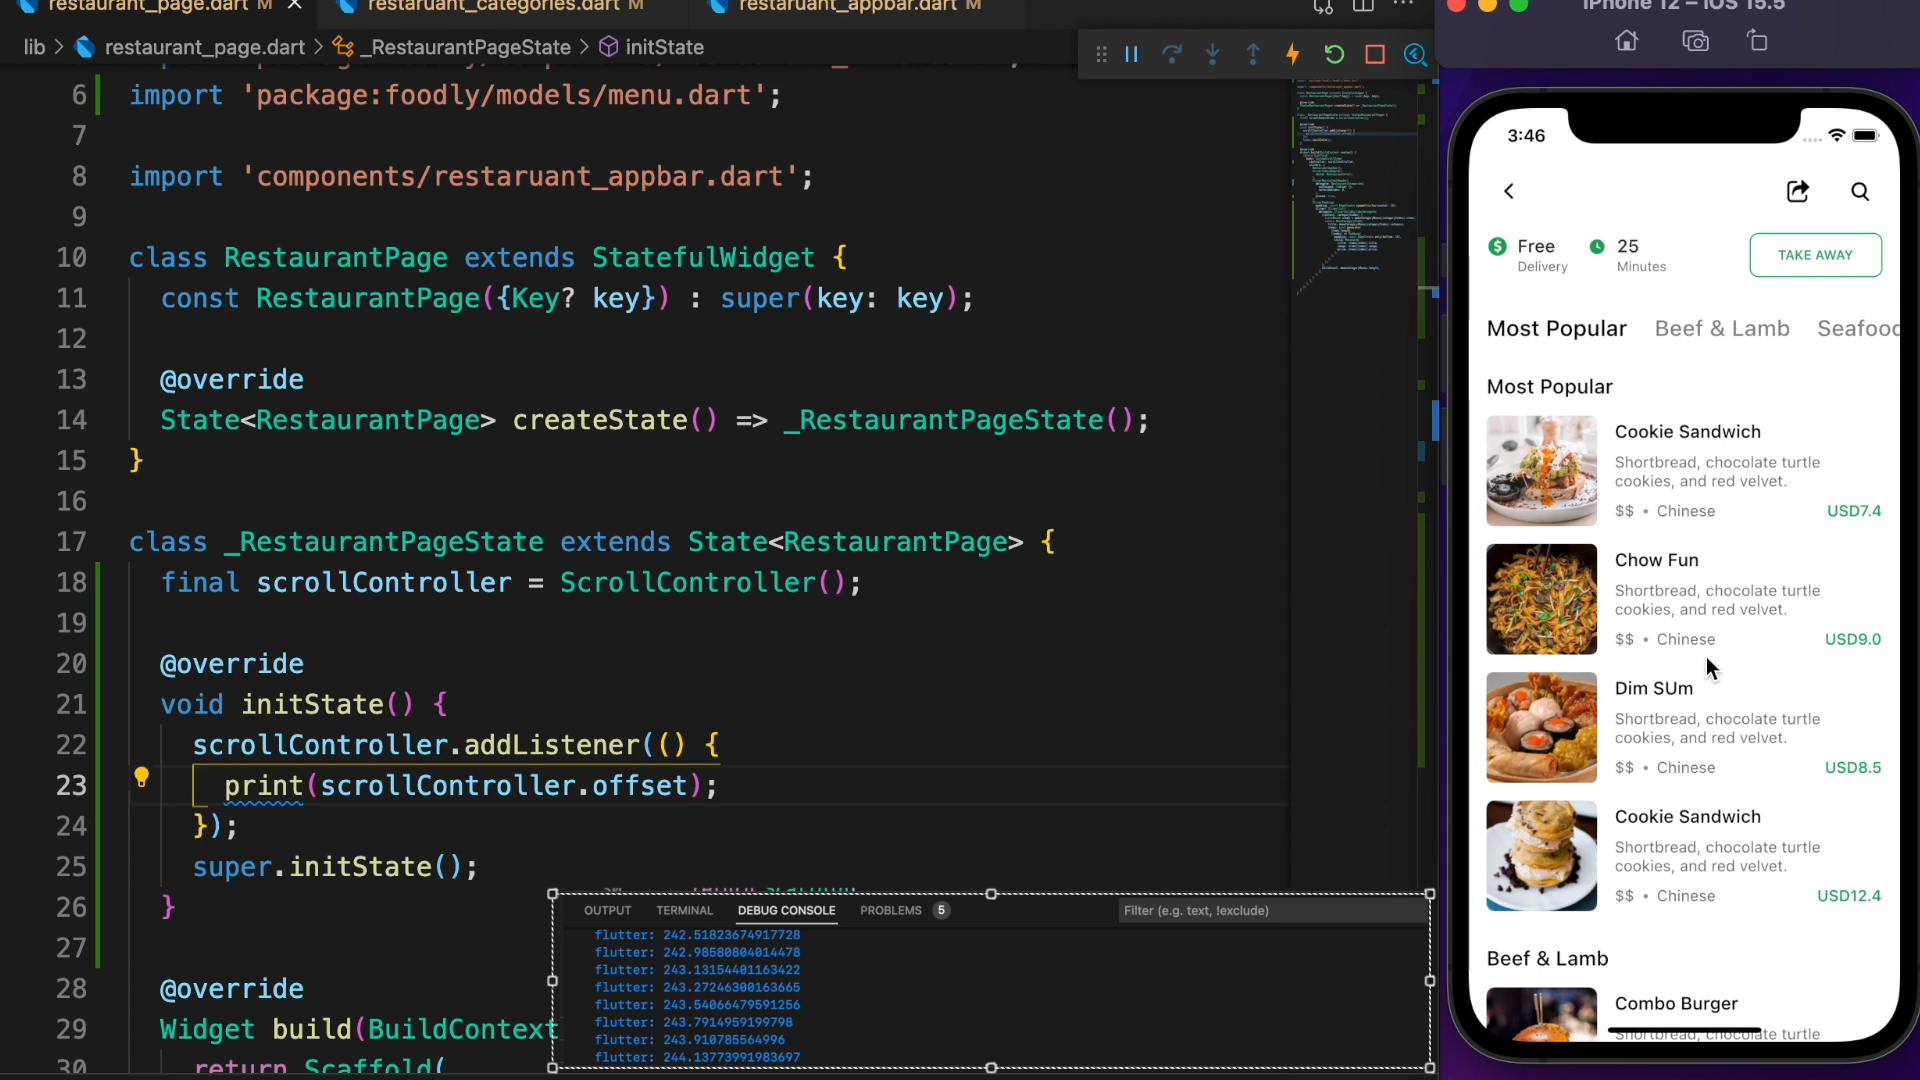 restaurant_page.dart M
restaruant_categories.dart M
restaruant_appbar.dart M
iPhone 12 – iOS 15.5
lib > restaurant_page.dart > _RestaurantPageState > initState
6 import 'package:foodly/models/menu.dart';
7
8 import 'components/restaruant_appbar.dart';
9
10 class RestaurantPage extends StatefulWidget {
11 const RestaurantPage({Key? key}) : super(key: key);
12
13 @override
14 State<RestaurantPage> createState() => _RestaurantPageState();
15 }
16
17 class _RestaurantPageState extends State<RestaurantPage> {
18 final scrollController = ScrollController();
19
20 @override
21 void initState() {
22 scrollController.addListener(() {
23 print(scrollController.offset);
24 });
25 super.initState();
26 }
27
28 @override
29 Widget build(BuildContext
30 return Scaffold(
OUTPUT TERMINAL DEBUG CONSOLE PROBLEMS 5 Filter (e.g. text, !exclude)
flutter: 242.51823674917728
flutter: 242.98580804014478
flutter: 243.13154401163422
flutter: 243.27246300163665
flutter: 243.54066479591256
flutter: 243.7914959199798
flutter: 243.910785564996
flutter: 244.13773991983697
3:46
Free
Delivery
25
Minutes
TAKE AWAY
Most Popular Beef & Lamb Seafood
Most Popular
Cookie Sandwich
Shortbread, chocolate turtle
cookies, and red velvet.
$$ • Chinese USD7.4
Chow Fun
Shortbread, chocolate turtle
cookies, and red velvet.
$$ • Chinese USD9.0
Dim SUm
Shortbread, chocolate turtle
cookies, and red velvet.
$$ • Chinese USD8.5
Cookie Sandwich
Shortbread, chocolate turtle
cookies, and red velvet.
$$ • Chinese USD12.4
Beef & Lamb
Combo Burger
Shortbread, chocolate turtle